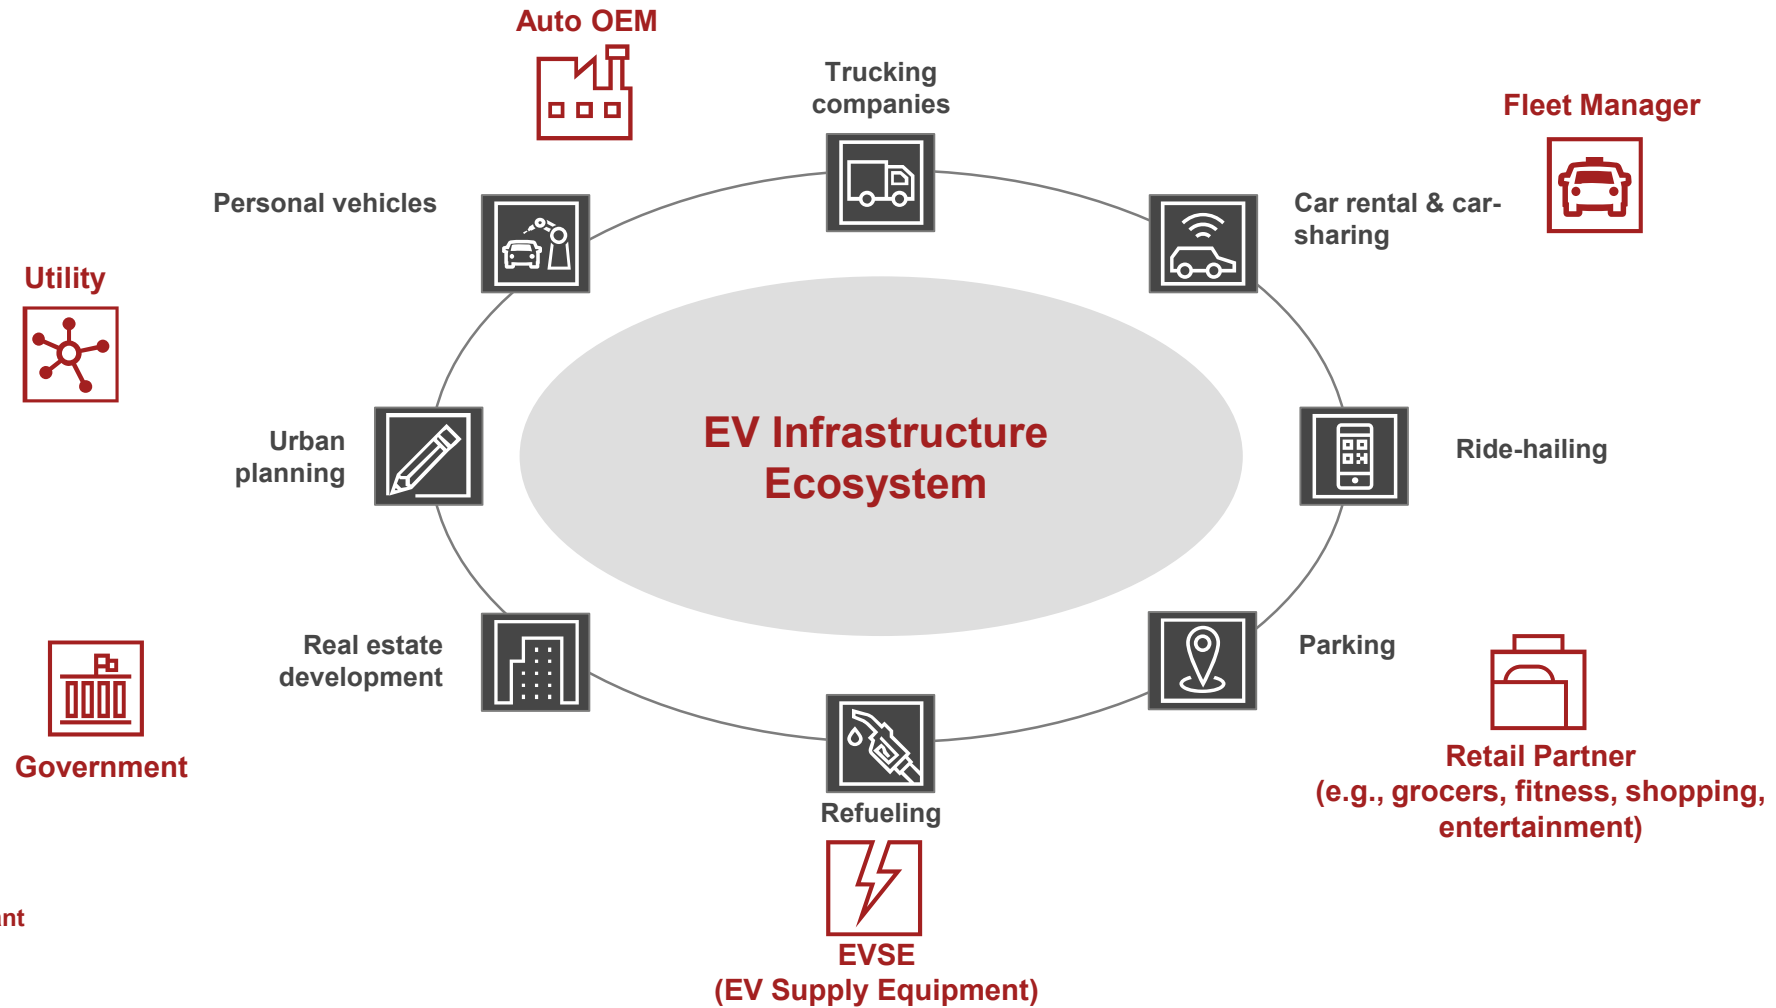 Auto OEM
Trucking
companies
Fleet Manager
Personal vehicles
Car rental & car-
sharing
Utility
EV Infrastructure
Ecosystem
Urban
planning
Ride-hailing
Real estate
development
Parking
Government
Retail Partner
(e.g., grocers, fitness, shopping,
entertainment)
Refueling
ant
EVSE
(EV Supply Equipment)